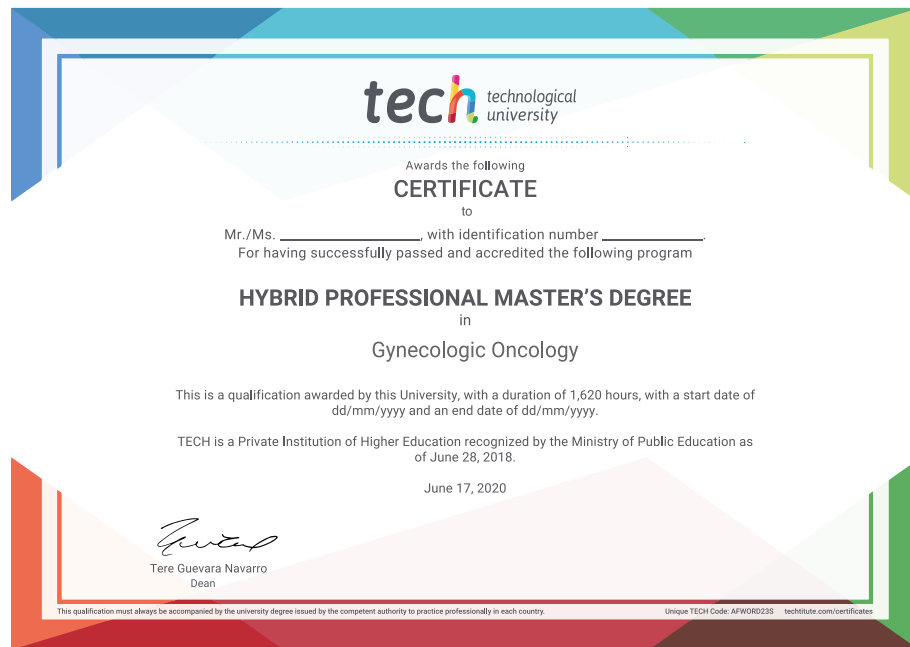 tech technological
university
Awards the following
CERTIFICATE
to
Mr./Ms. ____________________, with identification number ______________.
For having successfully passed and accredited the following program
HYBRID PROFESSIONAL MASTER'S DEGREE
in
Gynecologic Oncology
This is a qualification awarded by this University, with a duration of 1,620 hours, with a start date of
dd/mm/yyyy and an end date of dd/mm/yyyy.
TECH is a Private Institution of Higher Education recognized by the Ministry of Public Education as
of June 28, 2018.
June 17, 2020
Tere Guevara Navarro
Dean
This qualification must always be accompanied by the university degree issued by the competent authority to practice professionally in each country.
Unique TECH Code: AFWORD23S techtitute.com/certificates